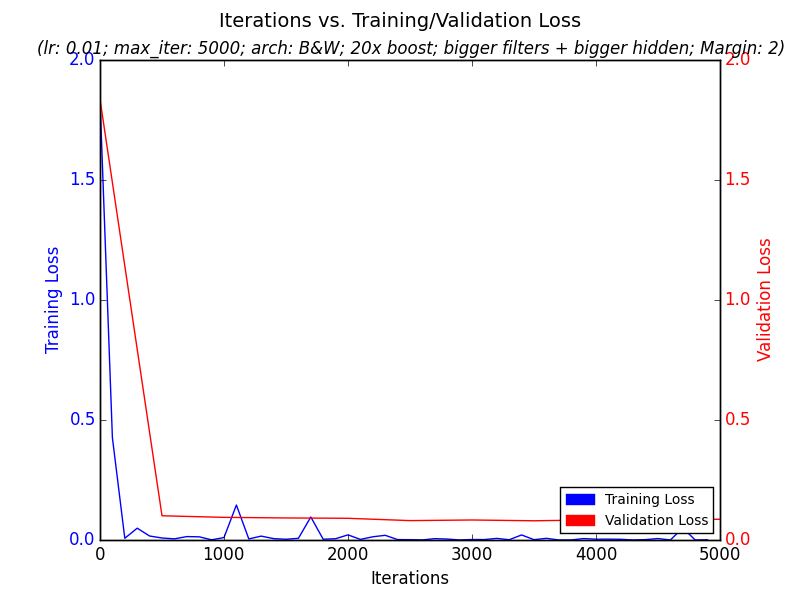 Iterations vs. Training/Validation Loss
(lr: 0.01; max_iter: 5000; arch: B&W; 20x boost; bigger filters + bigger hidden; Margin: 2)
2.0
2.0
1.5
1.5
1.0
1.0
0.5
0.5
0.0
0.0
Training Loss
Validation Loss
Training Loss
Validation Loss
0
1000
2000
3000
4000
5000
Iterations